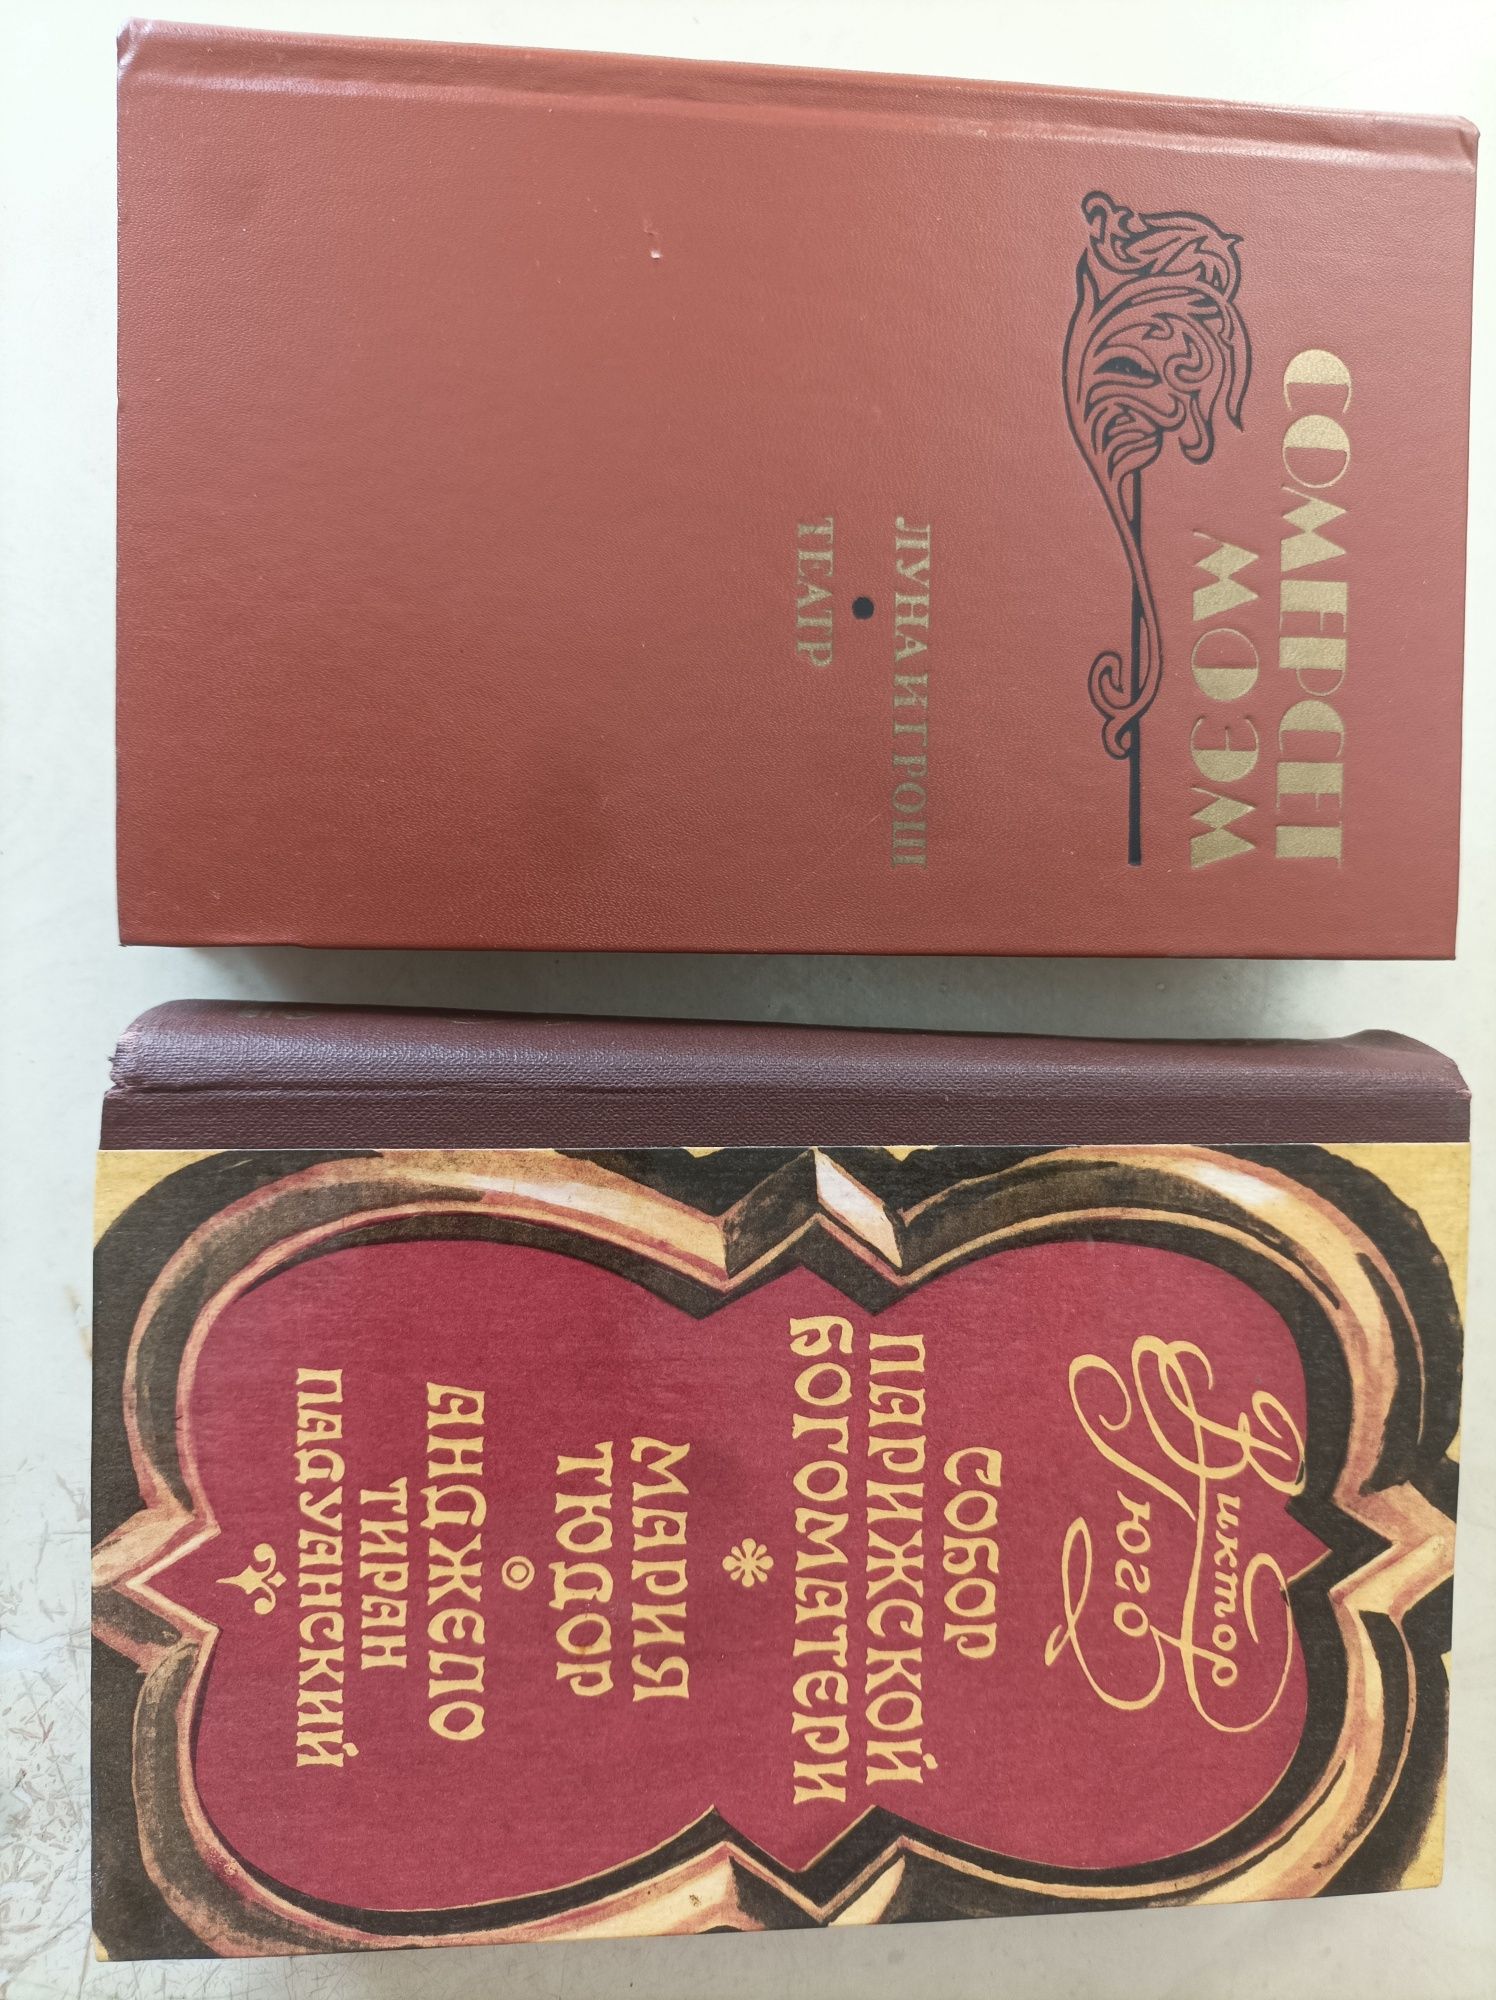 СОМЕРСЕТ
МОЭМ
ЛУНА И ГРОШ
ТЕАТР
Виктор
Гюго
СОБОР
ПАРИЖСКОЙ
БОГОМАТЕРИ
МАРИЯ
ТЮДОР
АНДЖЕЛО
ТИРАН
ПАДУАНСКИЙ